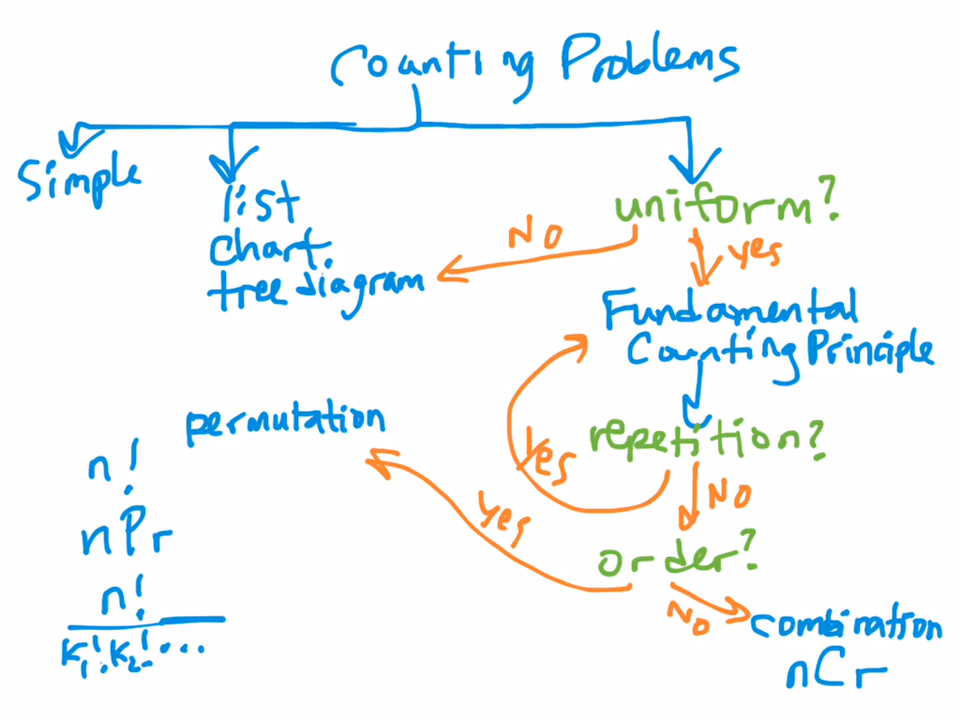 Counting Problems
Simple
list
chart.
tree diagram
uniform?
No
yes
Fundamental
Counting Principle
repetition?
Yes
No
order?
Yes
No
permutation
n!
nPr
n!
K₁! K₂! ...
combination
nCr